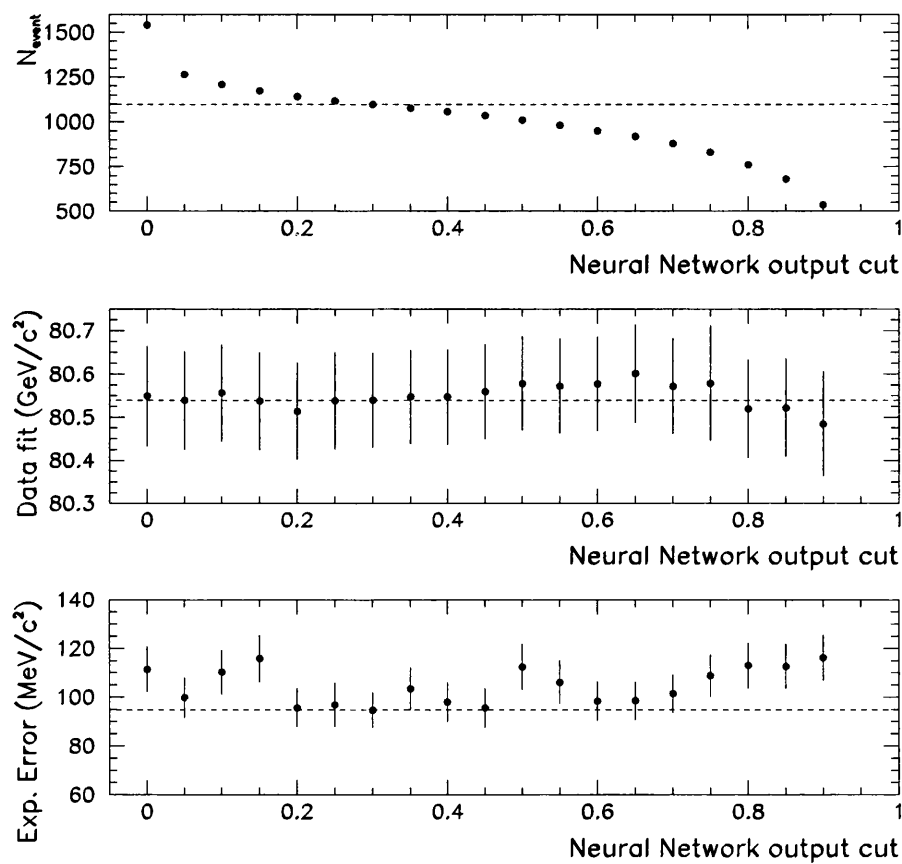 N_event
1500
1250
1000
750
500
0 0.2 0.4 0.6 0.8 1
Neural Network output cut
Data fit (GeV/c²)
80.7
80.6
80.5
80.4
80.3
0 0.2 0.4 0.6 0.8 1
Neural Network output cut
Exp. Error (MeV/c²)
140
120
100
80
60
0 0.2 0.4 0.6 0.8 1
Neural Network output cut